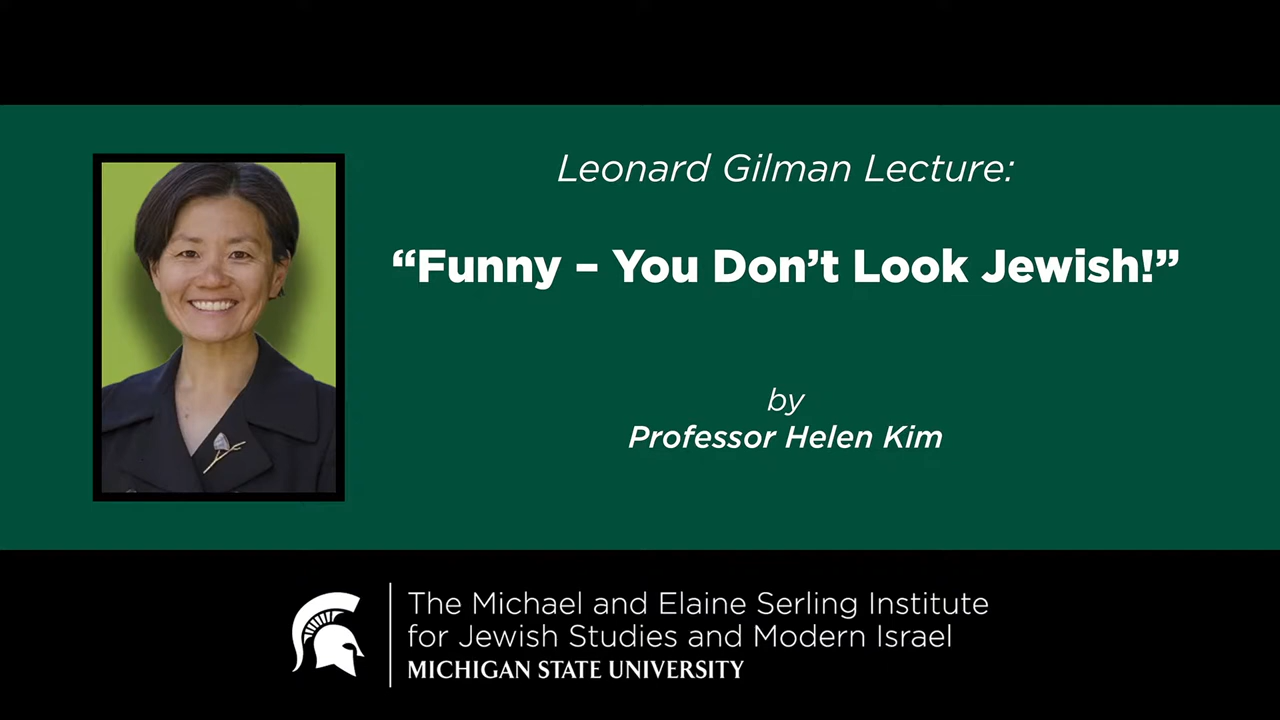 Leonard Gilman Lecture:
“Funny – You Don’t Look Jewish!”
by
Professor Helen Kim
The Michael and Elaine Serling Institute
for Jewish Studies and Modern Israel
MICHIGAN STATE UNIVERSITY